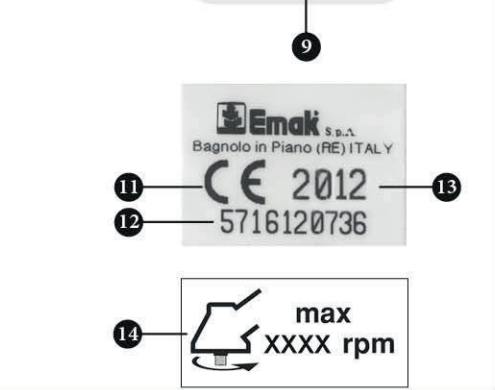 9
Emak S.p.A.
Bagnolo in Piano (RE) ITALY
11 CE 2012 13
12 5716120736
14 max
XXXX rpm